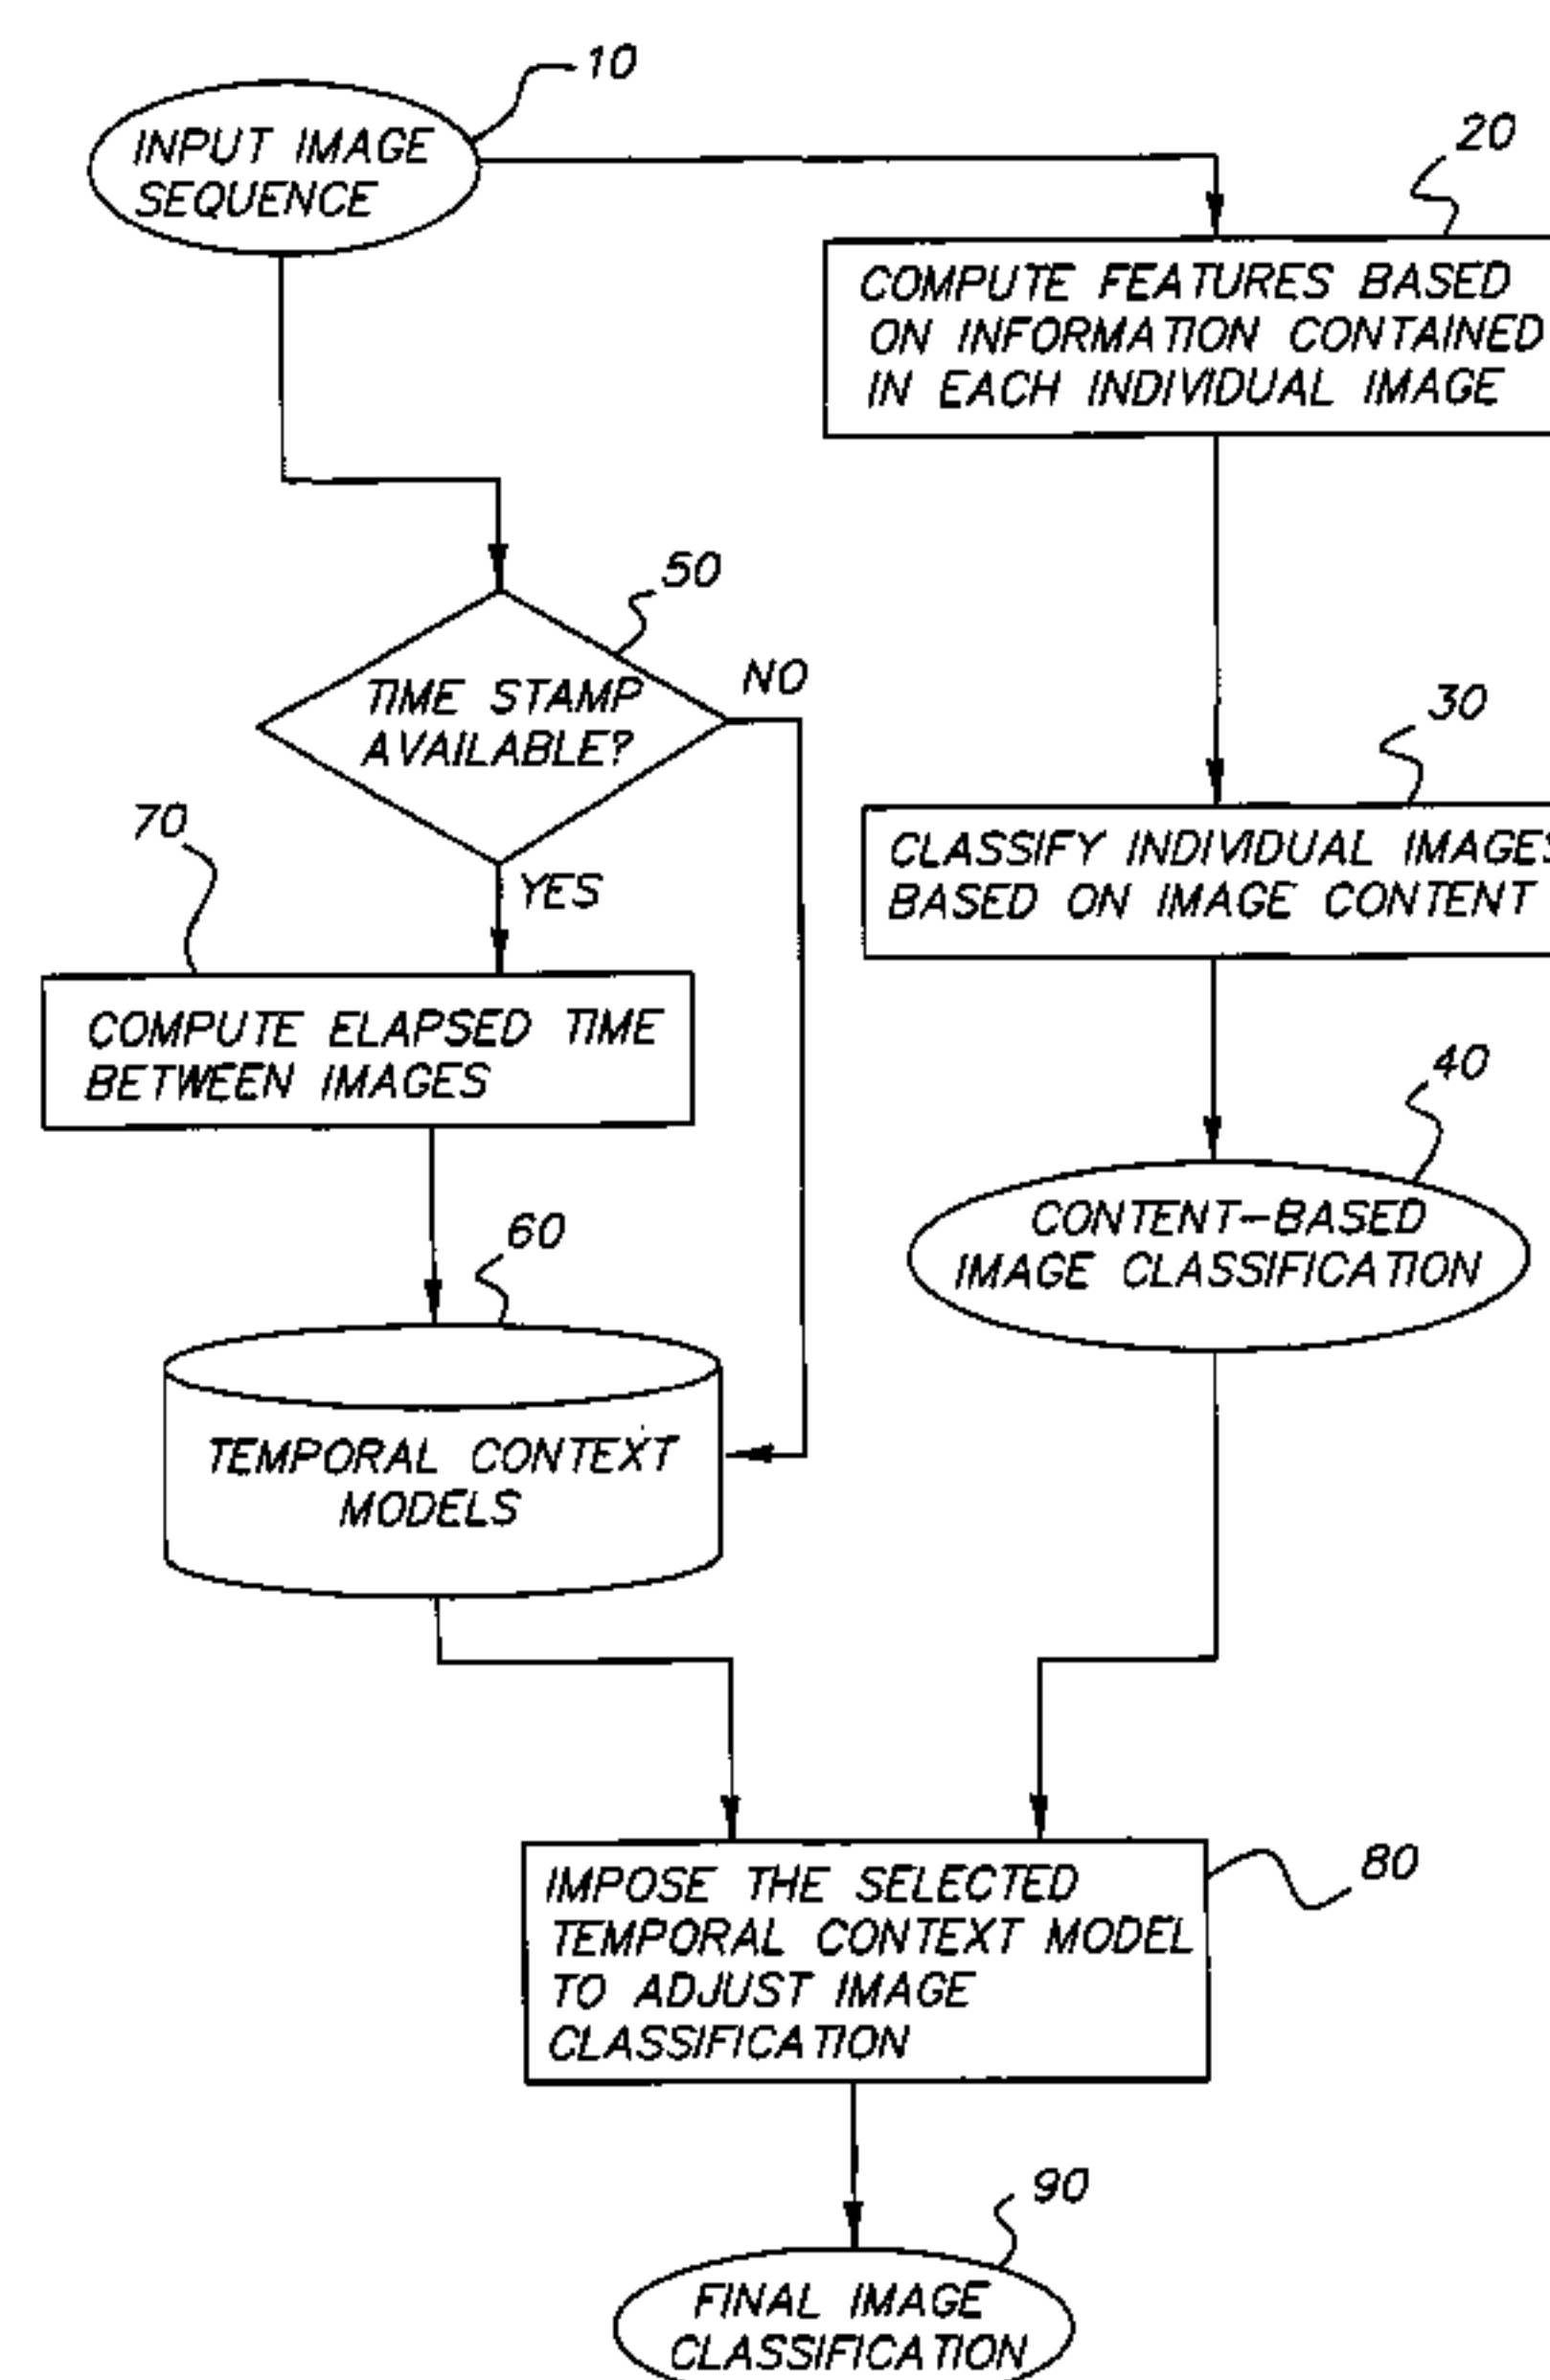 10
INPUT IMAGE
SEQUENCE
20
COMPUTE FEATURES BASED
ON INFORMATION CONTAINED
IN EACH INDIVIDUAL IMAGE
50
TIME STAMP
AVAILABLE?
NO
YES
30
CLASSIFY INDIVIDUAL IMAGES
BASED ON IMAGE CONTENT
70
COMPUTE ELAPSED TIME
BETWEEN IMAGES
40
CONTENT-BASED
IMAGE CLASSIFICATION
60
TEMPORAL CONTEXT
MODELS
80
IMPOSE THE SELECTED
TEMPORAL CONTEXT MODEL
TO ADJUST IMAGE
CLASSIFICATION
90
FINAL IMAGE
CLASSIFICATION